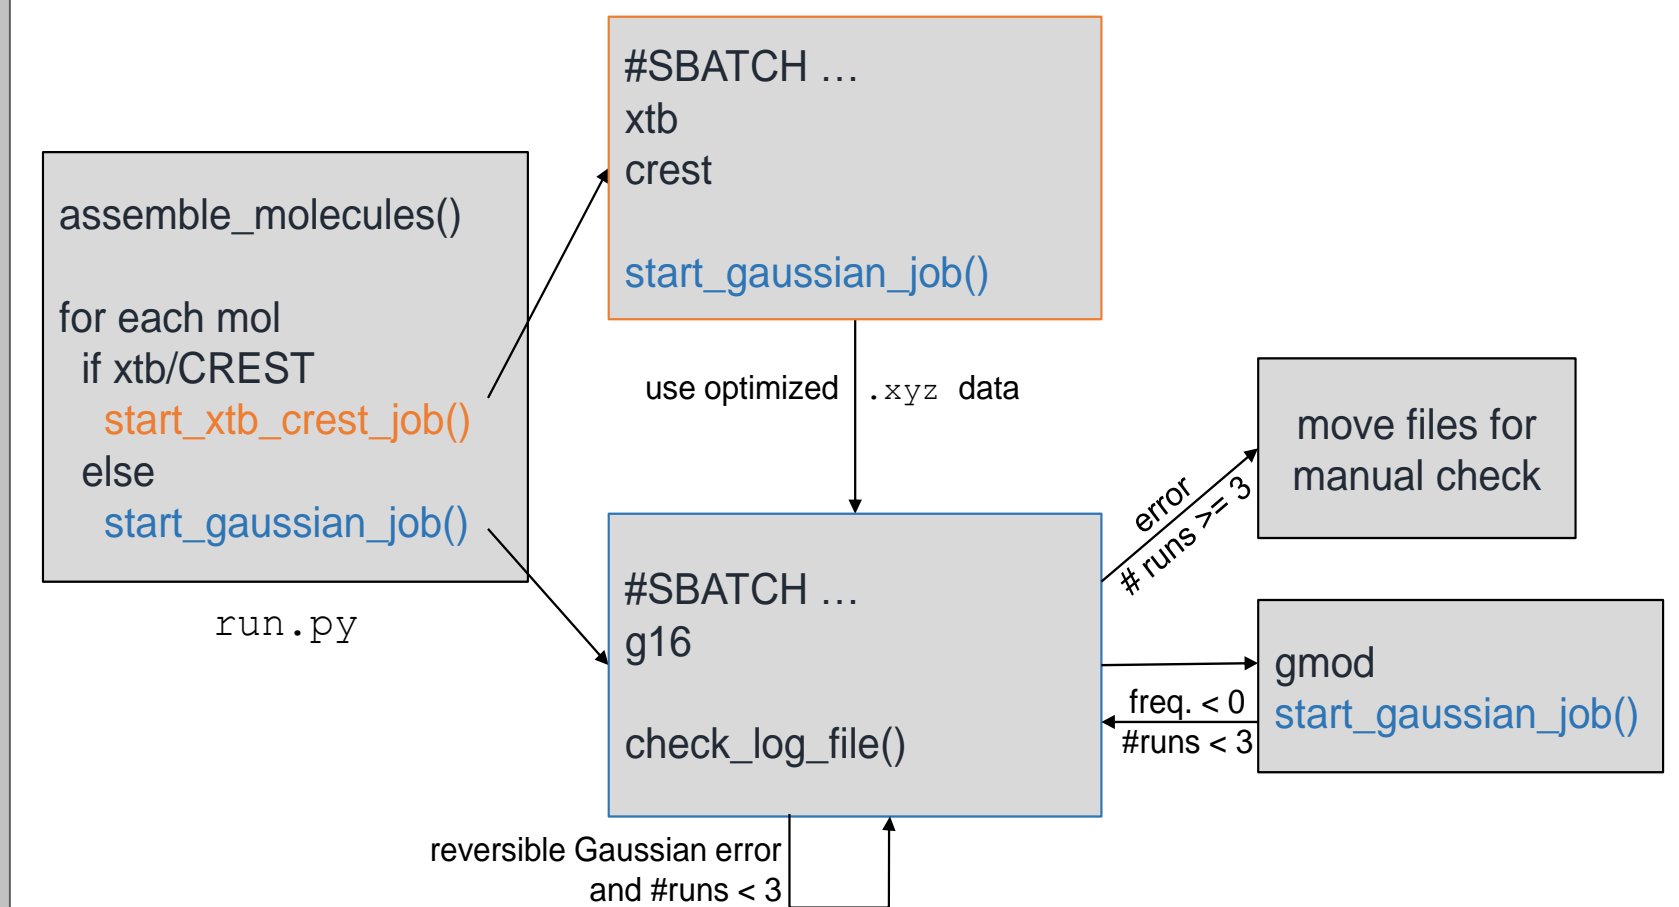 assemble_molecules()
for each mol
if xtb/CREST
start_xtb_crest_job()
else
start_gaussian_job()
run.py
#SBATCH …
xtb
crest
start_gaussian_job()
use optimized .xyz data
#SBATCH …
g16
check_log_file()
reversible Gaussian error
and #runs < 3
error
# runs >= 3
move files for
manual check
freq. < 0
#runs < 3
gmod
start_gaussian_job()